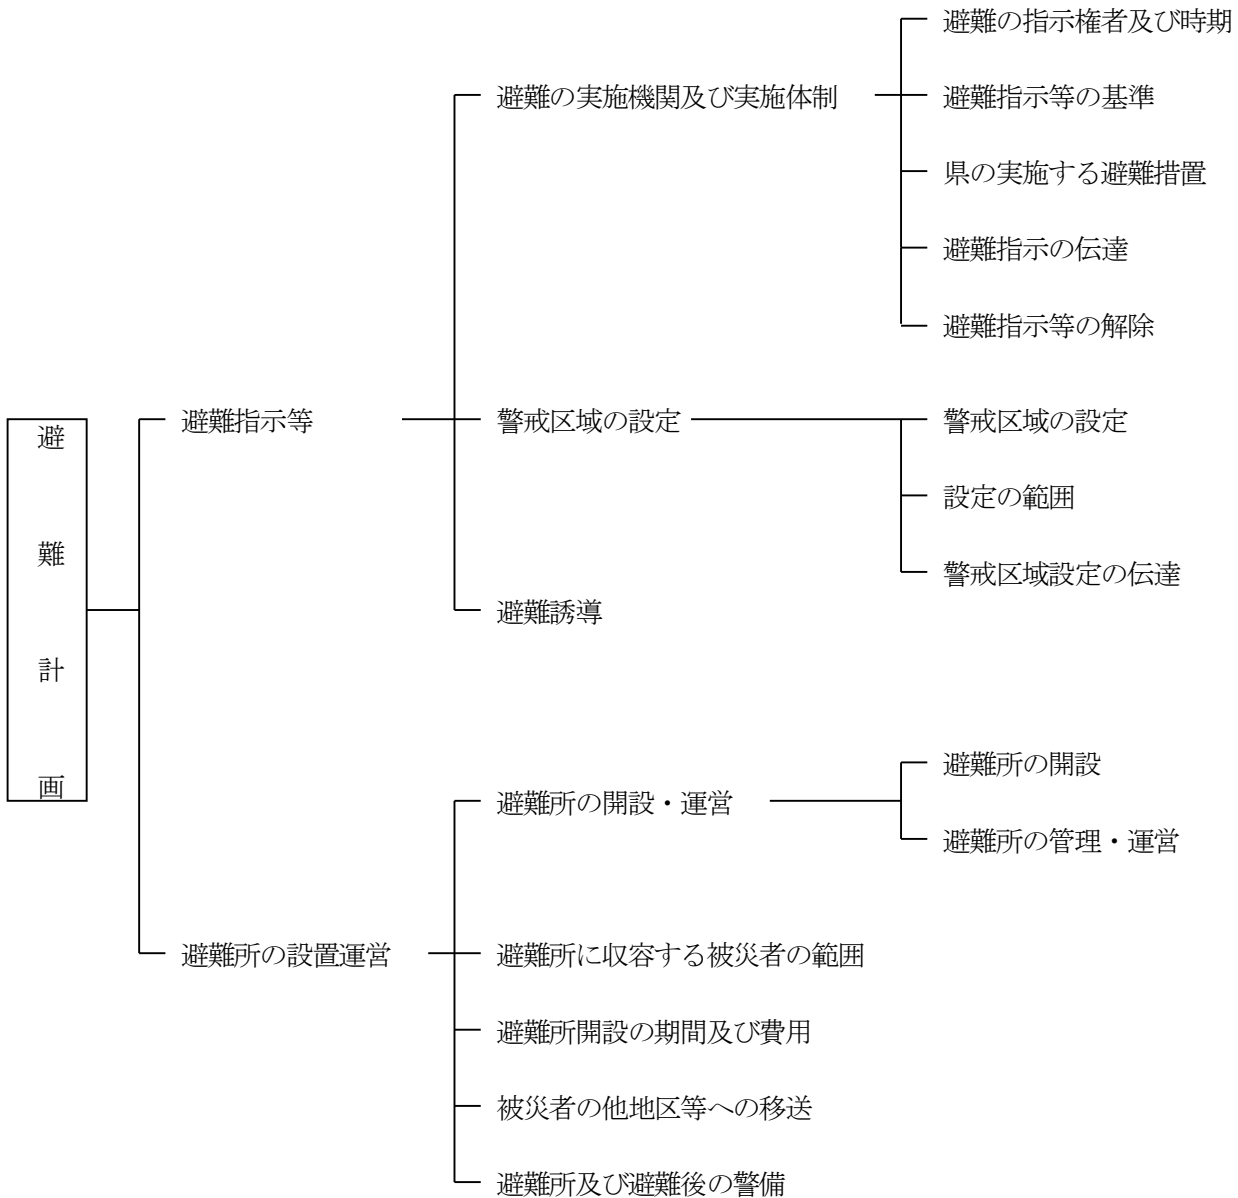 避難計画
避難指示等
避難の実施機関及び実施体制
避難の指示権者及び時期
避難指示等の基準
県の実施する避難措置
避難指示の伝達
避難指示等の解除
警戒区域の設定
警戒区域の設定
設定の範囲
警戒区域設定の伝達
避難誘導
避難所の設置運営
避難所の開設・運営
避難所の開設
避難所の管理・運営
避難所に収容する被災者の範囲
避難所開設の期間及び費用
被災者の他地区等への移送
避難所及び避難後の警備